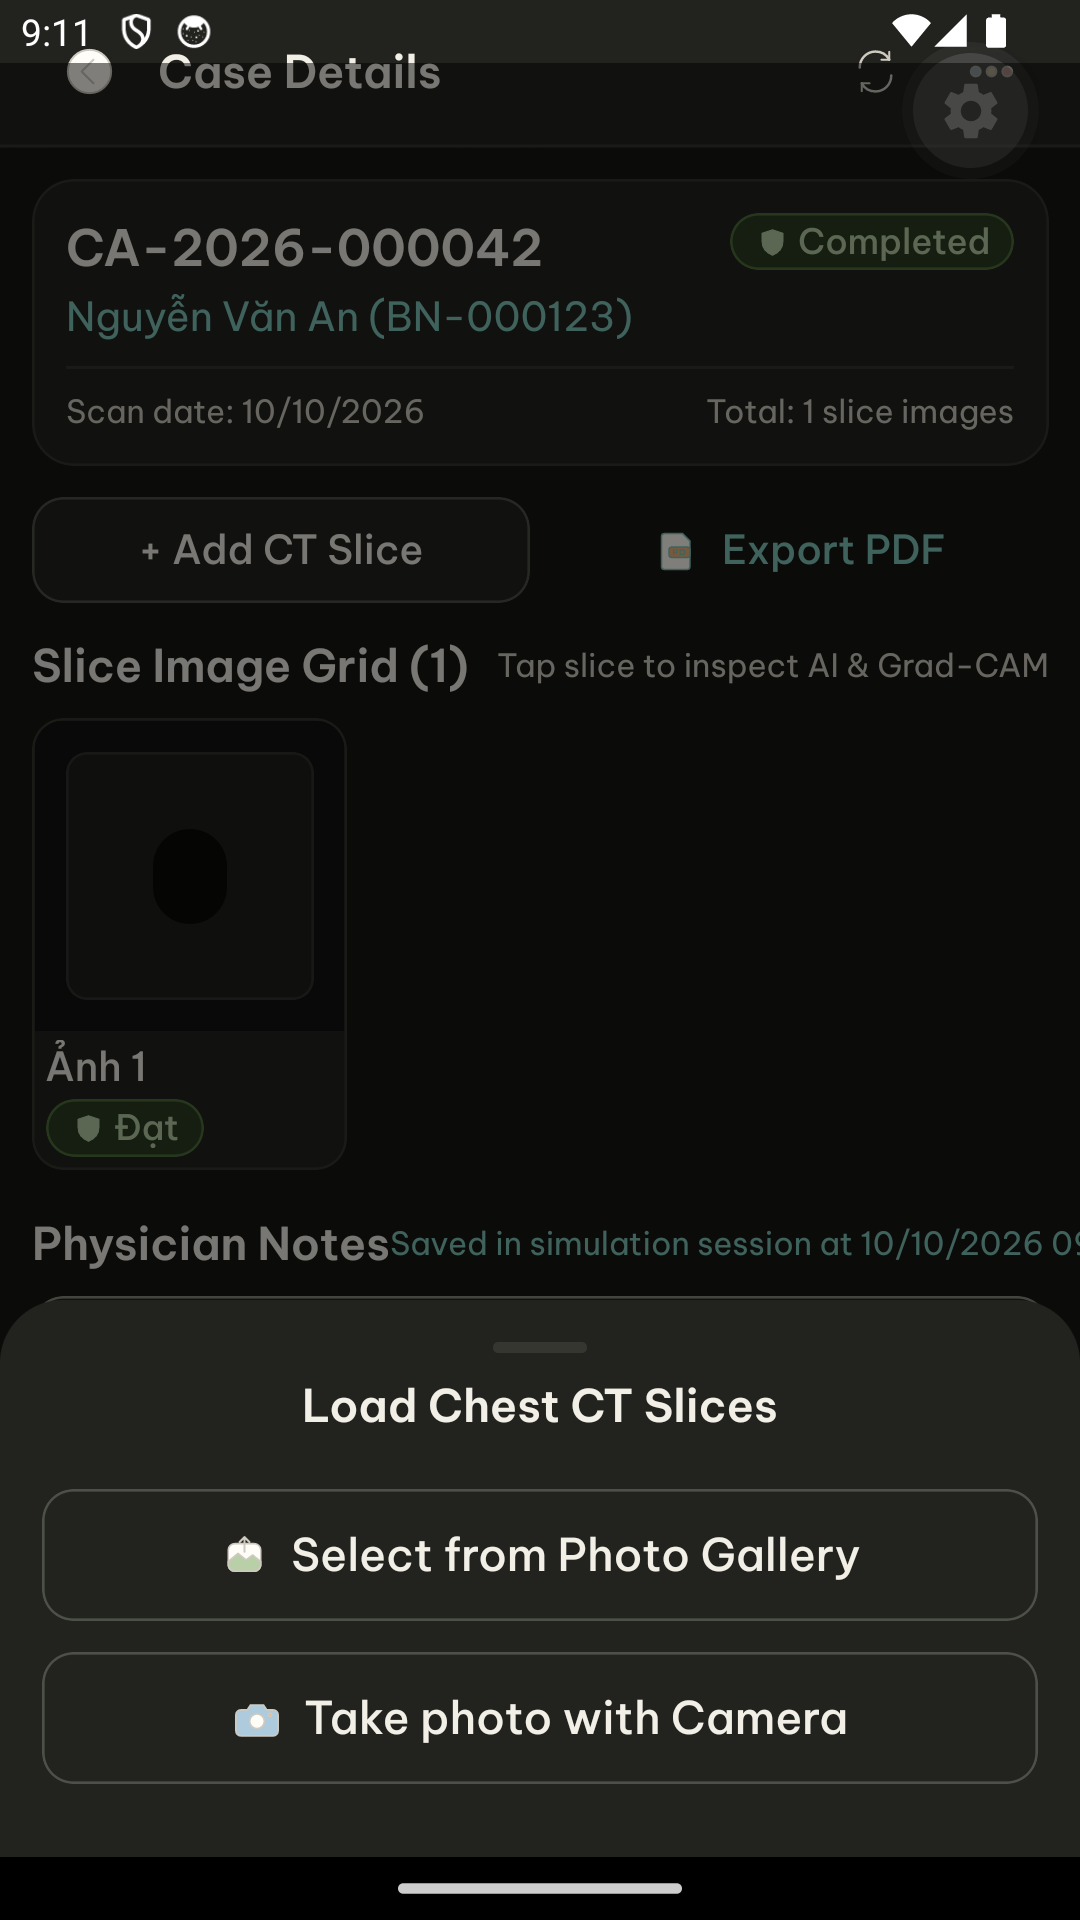 9:11
Case Details
CA-2026-000042
Completed
Nguyễn Văn An (BN-000123)
Scan date: 10/10/2026
Total: 1 slice images
+ Add CT Slice
Export PDF
Slice Image Grid (1)
Tap slice to inspect AI & Grad-CAM
Ảnh 1
Đạt
Physician Notes
Saved in simulation session at 10/10/2026
Load Chest CT Slices
Select from Photo Gallery
Take photo with Camera